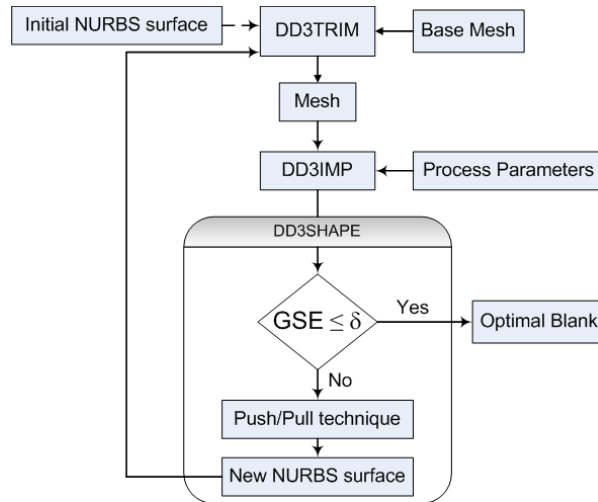 Initial NURBS surface
DD3TRIM
Base Mesh
Mesh
DD3IMP
Process Parameters
DD3SHAPE
GSE ≤ δ
Yes
Optimal Blank
No
Push/Pull technique
New NURBS surface